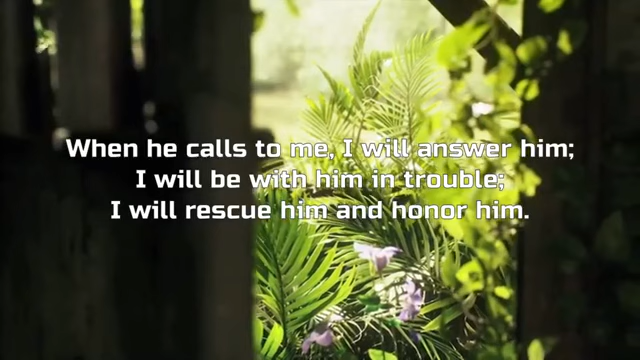 When he calls to me, I will answer him;
I will be with him in trouble;
I will rescue him and honor him.